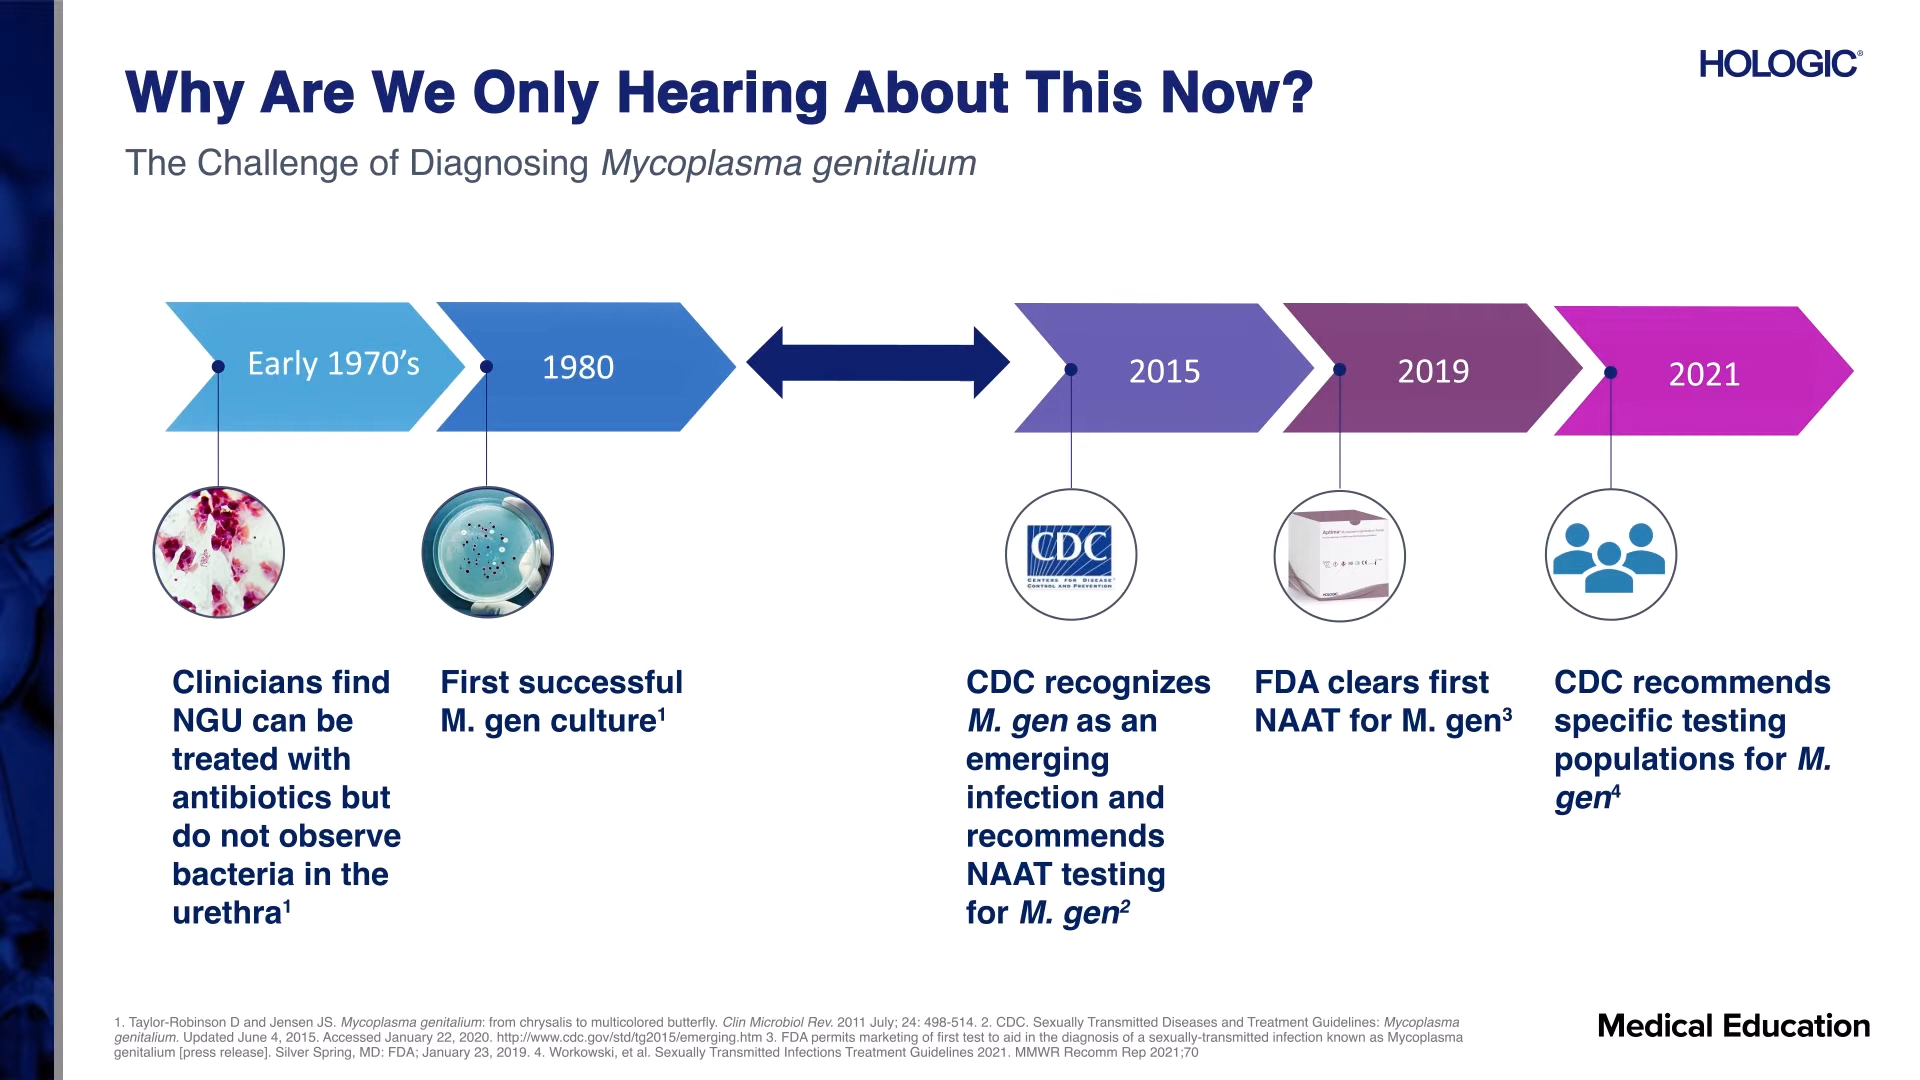 HOLOGIC®
Why Are We Only Hearing About This Now?
The Challenge of Diagnosing Mycoplasma genitalium
Early 1970’s
1980
2015
2019
2021
CDC
CENTERS FOR DISEASE
CONTROL AND PREVENTION
Aptima
HOLOGIC
Clinicians find
NGU can be
treated with
antibiotics but
do not observe
bacteria in the
urethra1
First successful
M. gen culture1
CDC recognizes
M. gen as an
emerging
infection and
recommends
NAAT testing
for M. gen2
FDA clears first
NAAT for M. gen3
CDC recommends
specific testing
populations for M.
gen4
1. Taylor-Robinson D and Jensen JS. Mycoplasma genitalium: from chrysalis to multicolored butterfly. Clin Microbiol Rev. 2011 July; 24: 498-514. 2. CDC. Sexually Transmitted Diseases and Treatment Guidelines: Mycoplasma
genitalium. Updated June 4, 2015. Accessed January 22, 2020. http://www.cdc.gov/std/tg2015/emerging.htm 3. FDA permits marketing of first test to aid in the diagnosis of a sexually-transmitted infection known as Mycoplasma
genitalium [press release]. Silver Spring, MD: FDA; January 23, 2019. 4. Workowski, et al. Sexually Transmitted Infections Treatment Guidelines 2021. MMWR Recomm Rep 2021;70
Medical Education